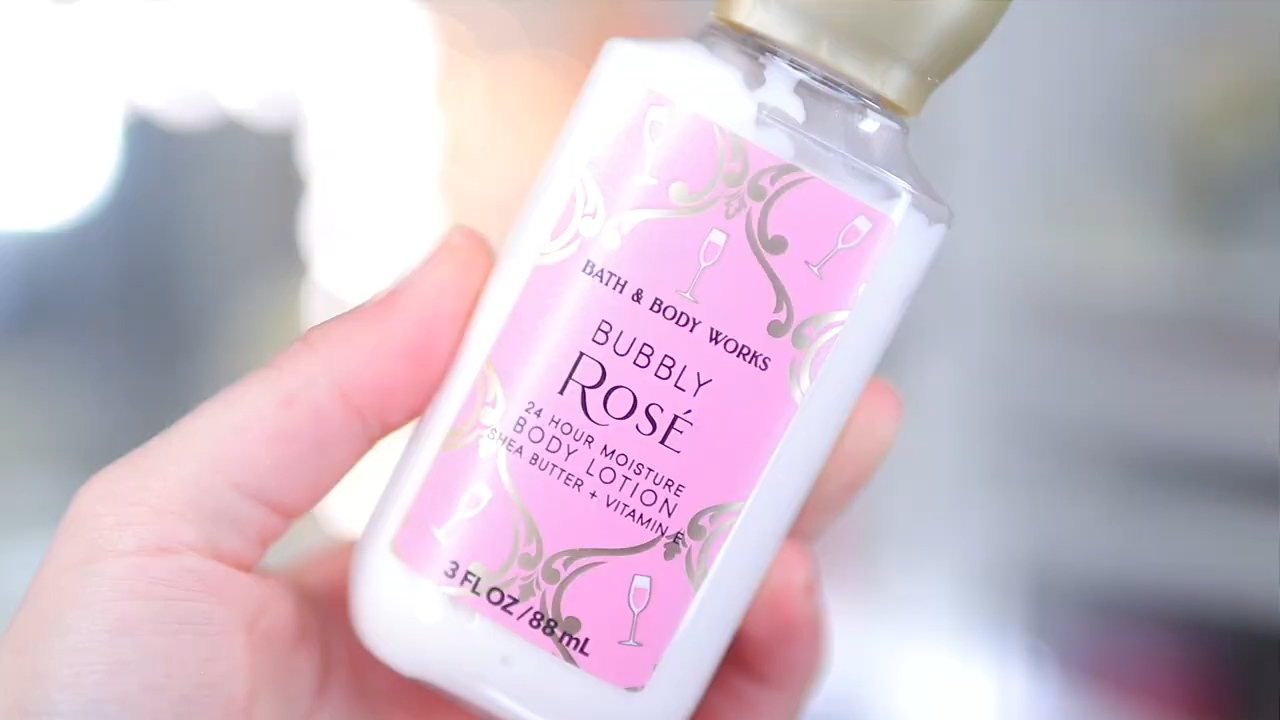 BATH & BODY WORKS
BUBBLY
ROSÉ
24 HOUR MOISTURE
BODY LOTION
SHEA BUTTER + VITAMIN E
3 FL OZ / 88 mL